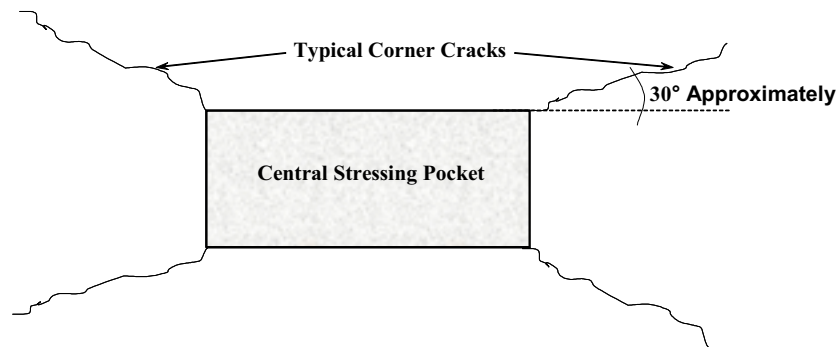 Typical Corner Cracks
30° Approximately
Central Stressing Pocket